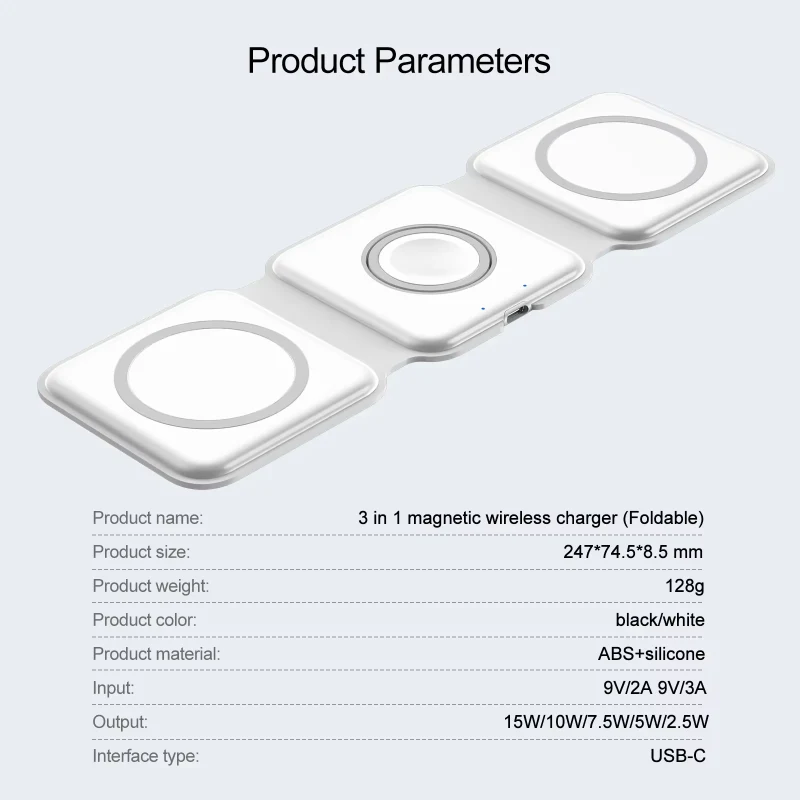 Product Parameters
Product name: 3 in 1 magnetic wireless charger (Foldable)
Product size: 247*74.5*8.5 mm
Product weight: 128g
Product color: black/white
Product material: ABS+silicone
Input: 9V/2A 9V/3A
Output: 15W/10W/7.5W/5W/2.5W
Interface type: USB-C